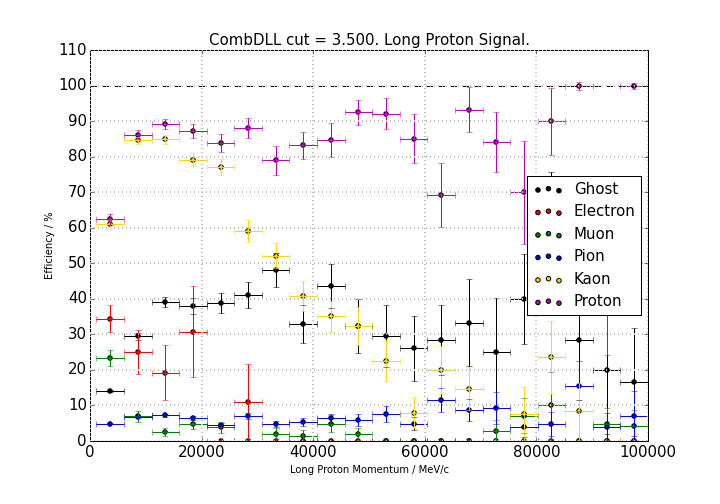 CombDLL cut = 3.500. Long Proton Signal.
110
100
90
80
70
60
50
40
30
20
10
0
Efficiency / %
Ghost
Electron
Muon
Pion
Kaon
Proton
0 20000 40000 60000 80000 100000
Long Proton Momentum / MeV/c